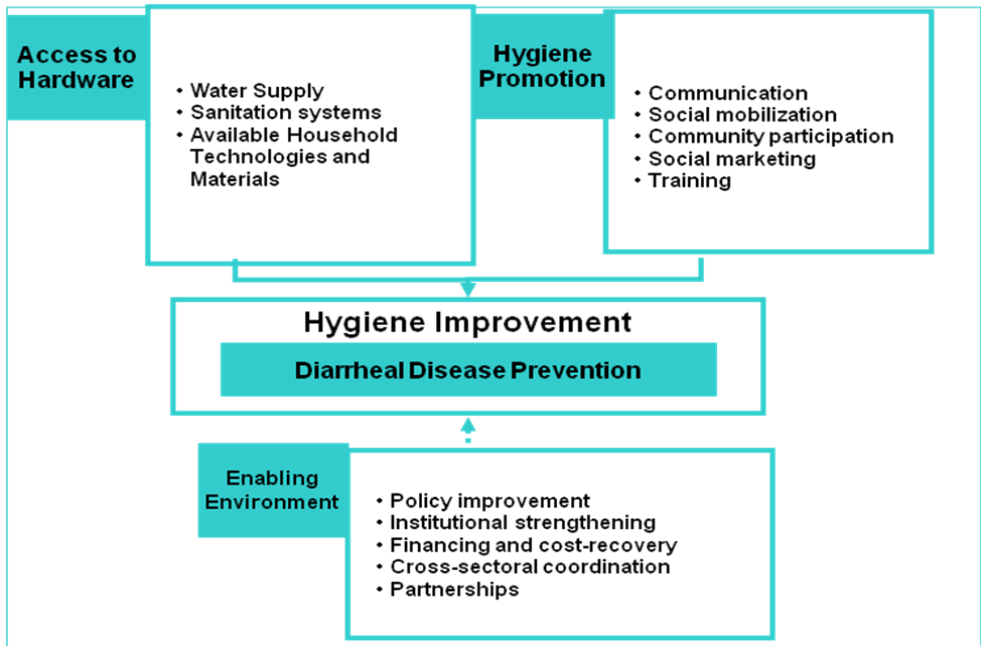 Access to
Hardware
• Water Supply
• Sanitation systems
• Available Household
Technologies and
Materials
Hygiene
Promotion
• Communication
• Social mobilization
• Community participation
• Social marketing
• Training
Hygiene Improvement
Diarrheal Disease Prevention
Enabling
Environment
• Policy improvement
• Institutional strengthening
• Financing and cost-recovery
• Cross-sectoral coordination
• Partnerships